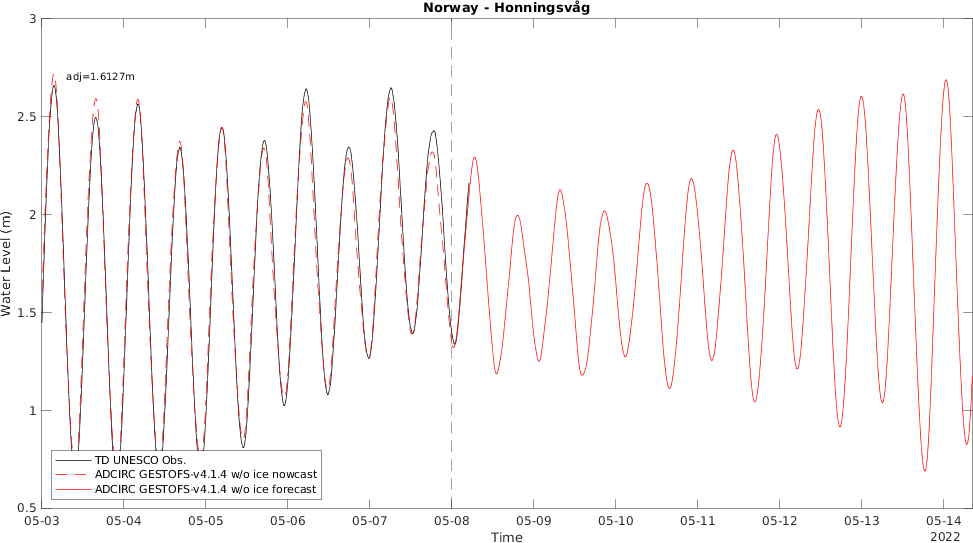 Norway - Honningsvåg
adj=1.6127m
3
2.5
2
1.5
1
0.5
Water Level (m)
TD UNESCO Obs.
ADCIRC GESTOFS-v4.1.4 w/o ice nowcast
ADCIRC GESTOFS-v4.1.4 w/o ice forecast
05-03 05-04 05-05 05-06 05-07 05-08 05-09 05-10 05-11 05-12 05-13 05-14
Time 2022